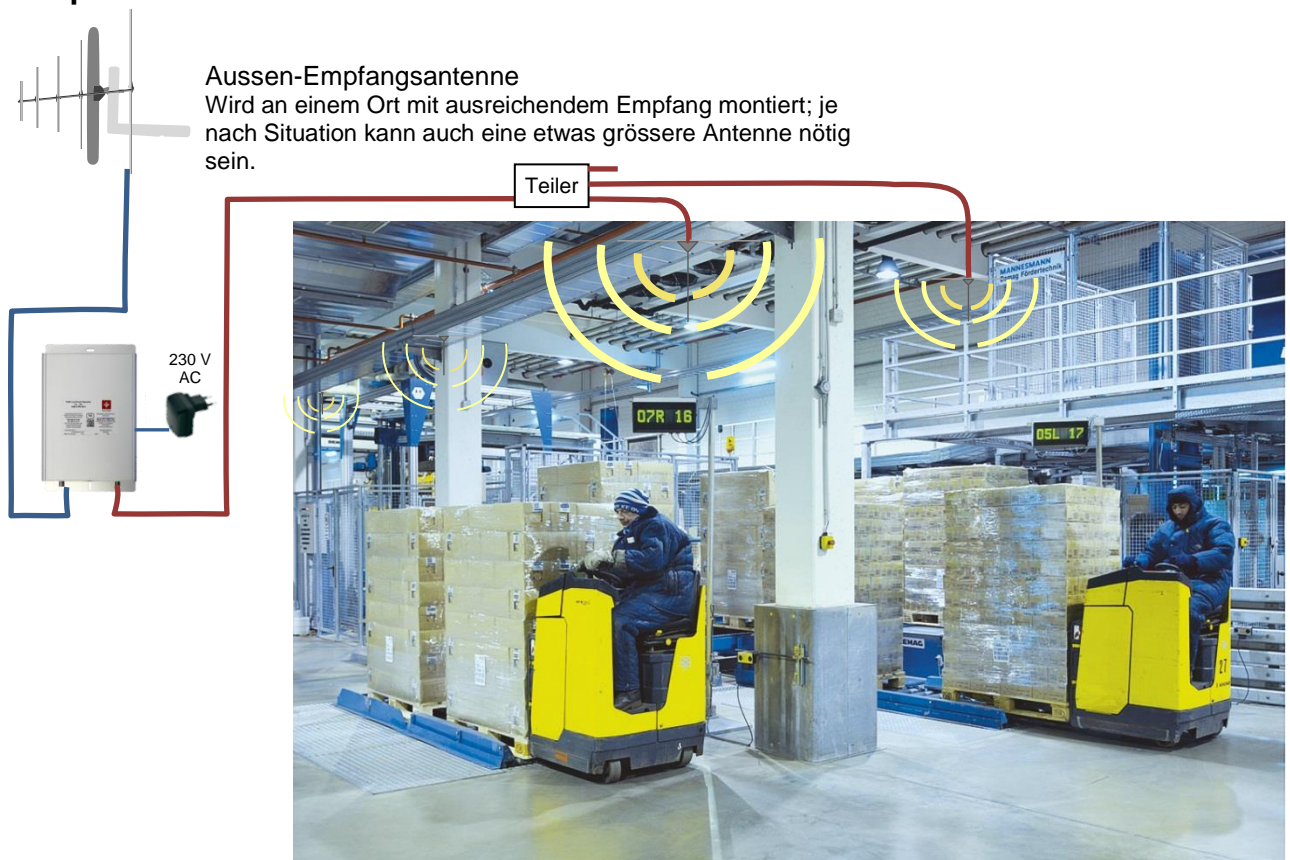 Aussen-Empfangsantenne
Wird an einem Ort mit ausreichendem Empfang montiert; je
nach Situation kann auch eine etwas grössere Antenne nötig
sein.
Teiler
230 V
AC
MANNESMANN
Demag Fördertechnik
07R 16
05L 17
DEMAG
27